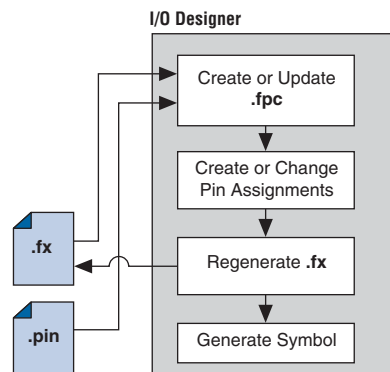 I/O Designer
Create or Update
.fpc
Create or Change
Pin Assignments
.fx
Regenerate .fx
.pin
Generate Symbol